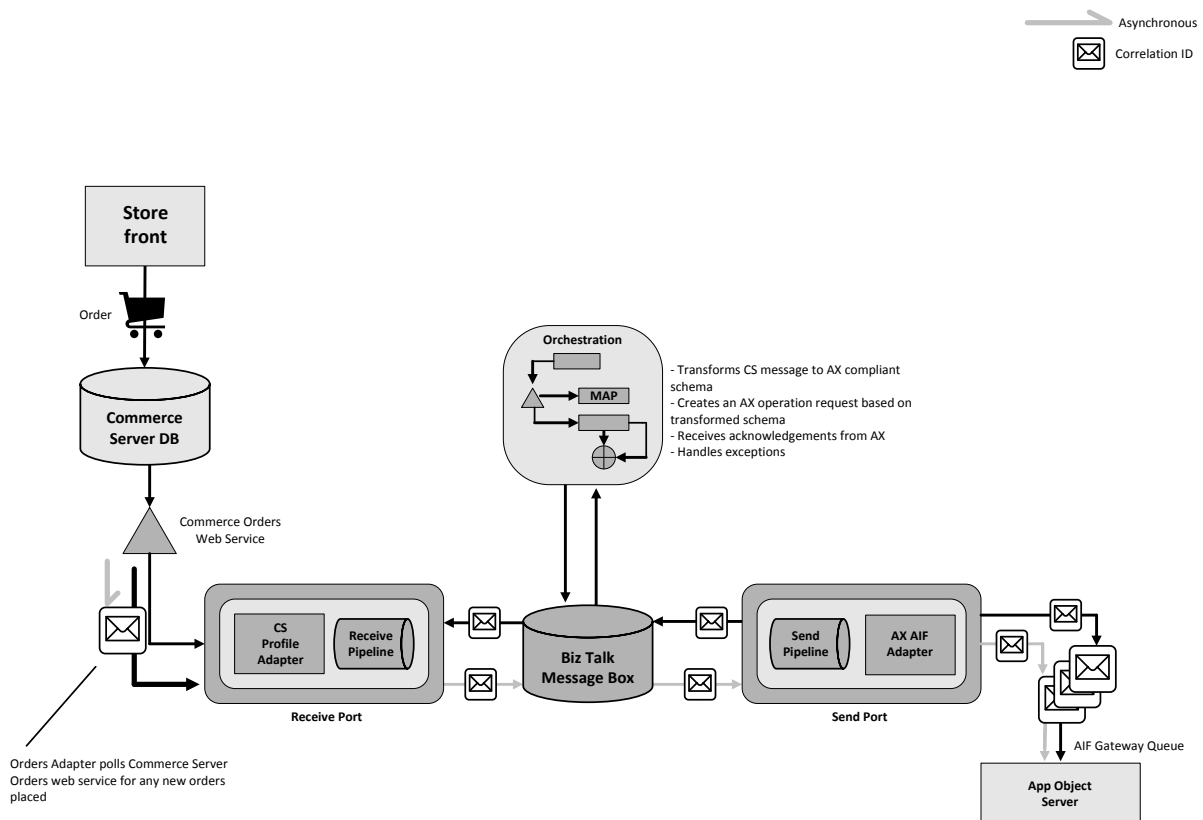 Asynchronous
Correlation ID
Store
front
Order
Commerce
Server DB
Commerce Orders
Web Service
Orchestration
MAP
- Transforms CS message to AX compliant
schema
- Creates an AX operation request based on
transformed schema
- Receives acknowledgements from AX
- Handles exceptions
CS
Profile
Adapter
Receive
Pipeline
Receive Port
Biz Talk
Message Box
Send
Pipeline
AX AIF
Adapter
Send Port
Orders Adapter polls Commerce Server
Orders web service for any new orders
placed
AIF Gateway Queue
App Object
Server